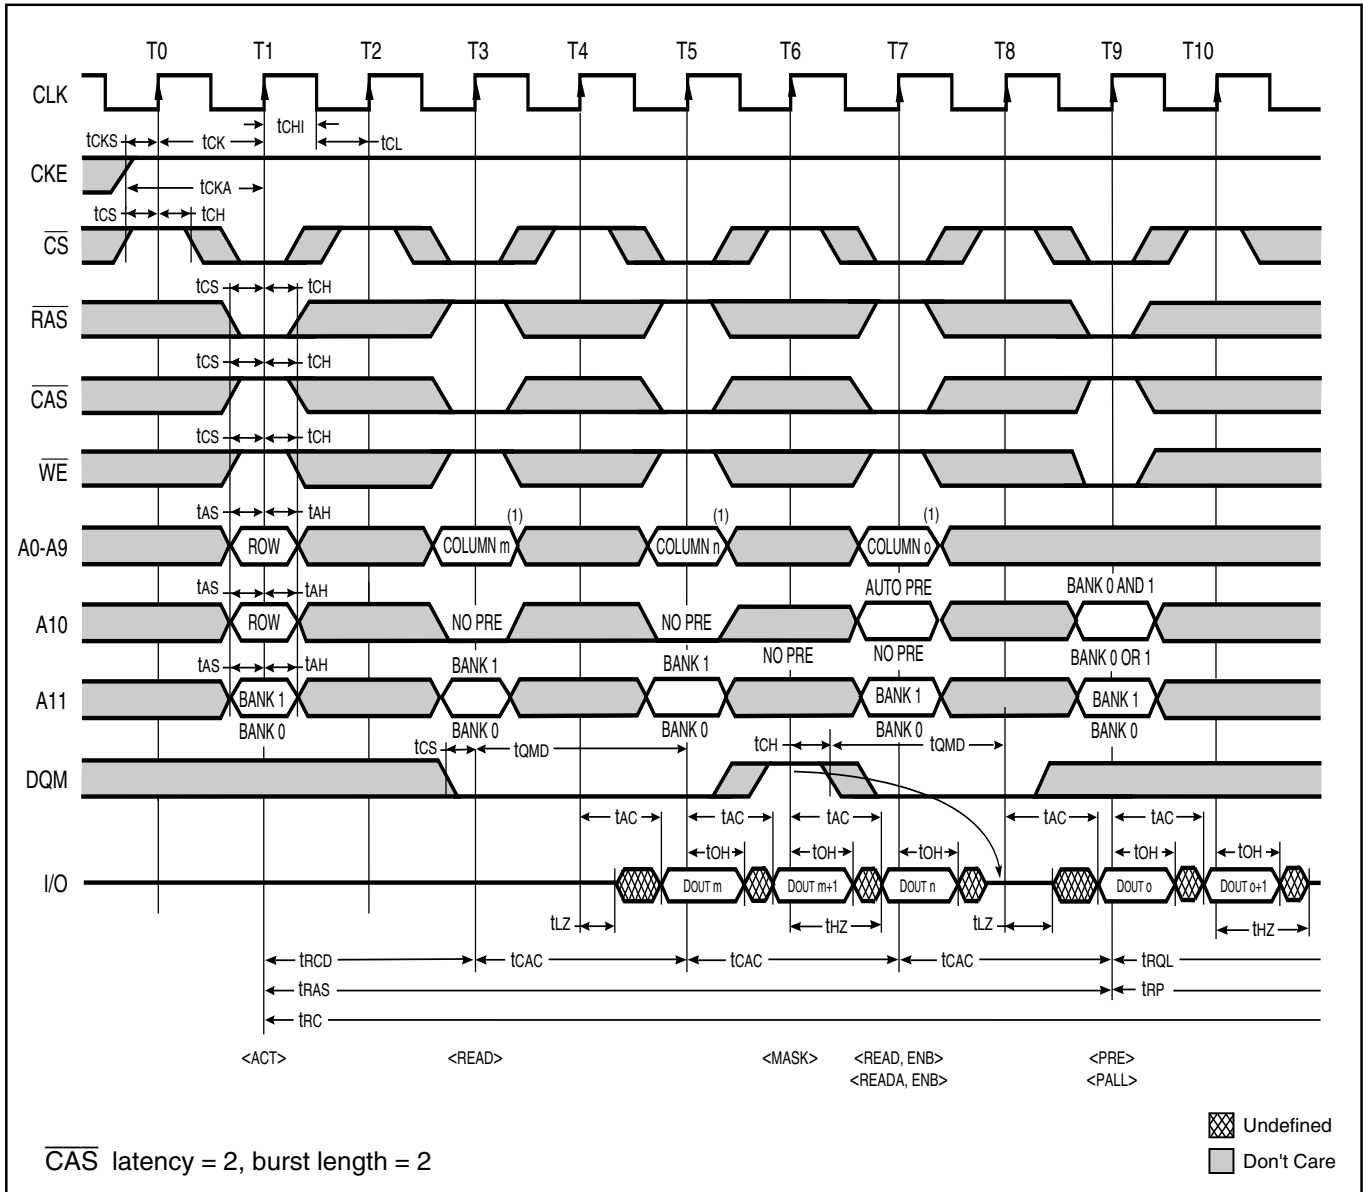 T0 T1 T2 T3 T4 T5 T6 T7 T8 T9 T10
CLK
tCHI
tCKS tCK tCL
CKE
tCKA
tCS tCH
CS
tCS tCH
RAS
tCS tCH
CAS
tCS tCH
WE
tAS tAH (1) (1) (1)
A0-A9 ROW COLUMN m COLUMN n COLUMN o
tAS tAH AUTO PRE BANK 0 AND 1
A10 ROW NO PRE NO PRE
NO PRE NO PRE BANK 0 OR 1
tAS tAH BANK 1 BANK 1
A11 BANK 1 BANK 1 BANK 1
BANK 0 BANK 0 BANK 0 BANK 0 BANK 0
tCS tQMD tCH tQMD
DQM
tAC tAC tAC tAC tAC
tOH tOH tOH tOH tOH
I/O DOUT m DOUT m+1 DOUT n DOUT o DOUT o+1
tLZ tHZ tLZ tHZ
tRCD tCAC tCAC tCAC tRQL
tRAS tRP
tRC
<ACT> <READ> <MASK> <READ, ENB> <PRE>
<READA, ENB> <PALL>
Undefined
CAS latency = 2, burst length = 2
Don't Care